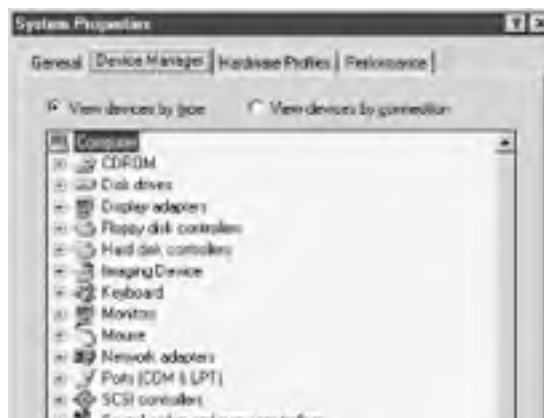 System Properties
General Device Manager Hardware Profiles Performance
View devices by type View devices by connection
Computer
CDROM
Disk drives
Display adapters
Floppy disk controllers
Hard disk controllers
Imaging Device
Keyboard
Monitors
Mouse
Network adapters
Ports (COM & LPT)
SCSI controllers